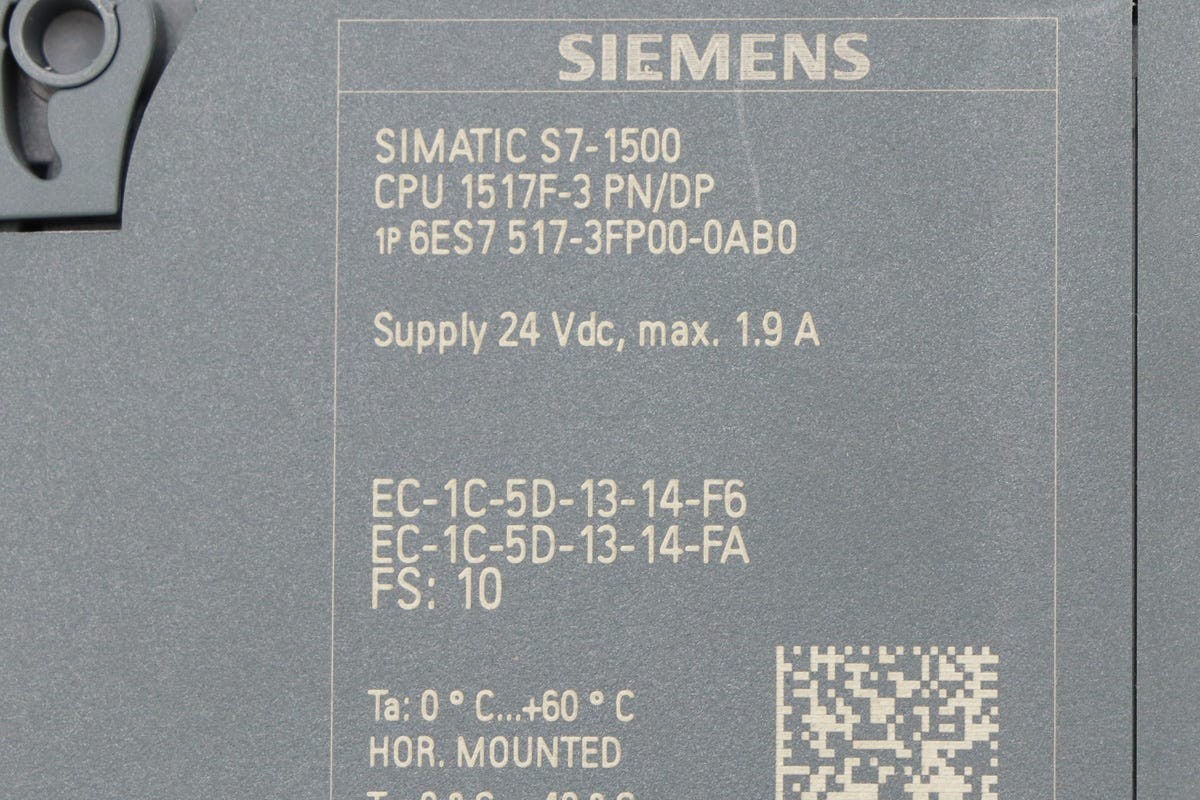 SIEMENS
SIMATIC S7-1500
CPU 1517F-3 PN/DP
1P 6ES7 517-3FP00-0AB0
Supply 24 Vdc, max. 1.9 A
EC-1C-5D-13-14-F6
EC-1C-5D-13-14-FA
FS: 10
Ta: 0 ° C...+60 ° C
HOR. MOUNTED